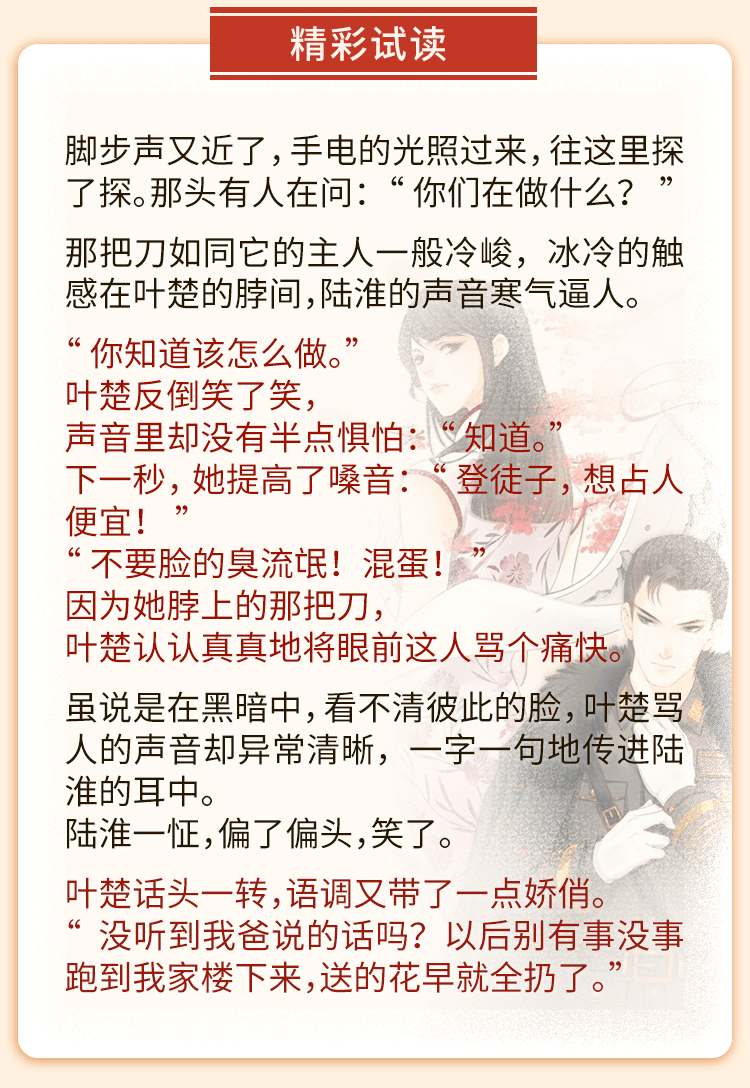 精彩试读
脚步声又近了，手电的光照过来，往这里探
了探。那头有人在问：“你们在做什么？”
那把刀如同它的主人一般冷峻，冰冷的触
感在叶楚的脖间，陆淮的声音寒气逼人。
“你知道该怎么做。”
叶楚反倒笑了笑，
声音里却没有半点惧怕：“知道。”
下一秒，她提高了嗓音：“登徒子，想占人
便宜！”
“不要脸的臭流氓！混蛋！”
因为她脖上的那把刀，
叶楚认认真真地将眼前这人骂个痛快。
虽说是在黑暗中，看不清彼此的脸，叶楚骂
人的声音却异常清晰，一字一句地传进陆
淮的耳中。
陆淮一怔，偏了偏头，笑了。
叶楚话头一转，语调又带了一点娇俏。
“没听到我爸说的话吗？以后别有事没事
跑到我家楼下来，送的花早就全扔了。”